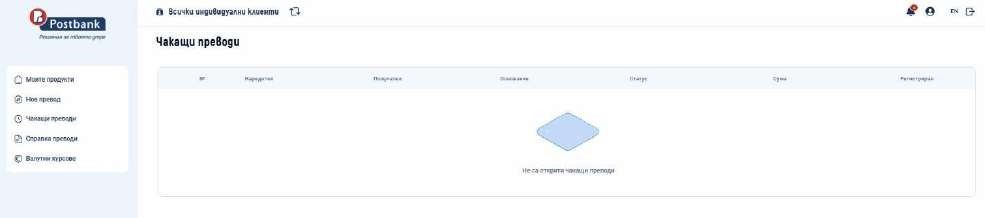 Postbank
Решения за твоето утре
Моите продукти
Нов превод
Чакащи преводи
Справка преводи
Валутни курсове
Всички индивидуални клиенти
EN
Чакащи преводи
№ Наредител Получател Основание Статус Сума Регистриран
Не са открити чакащи преводи